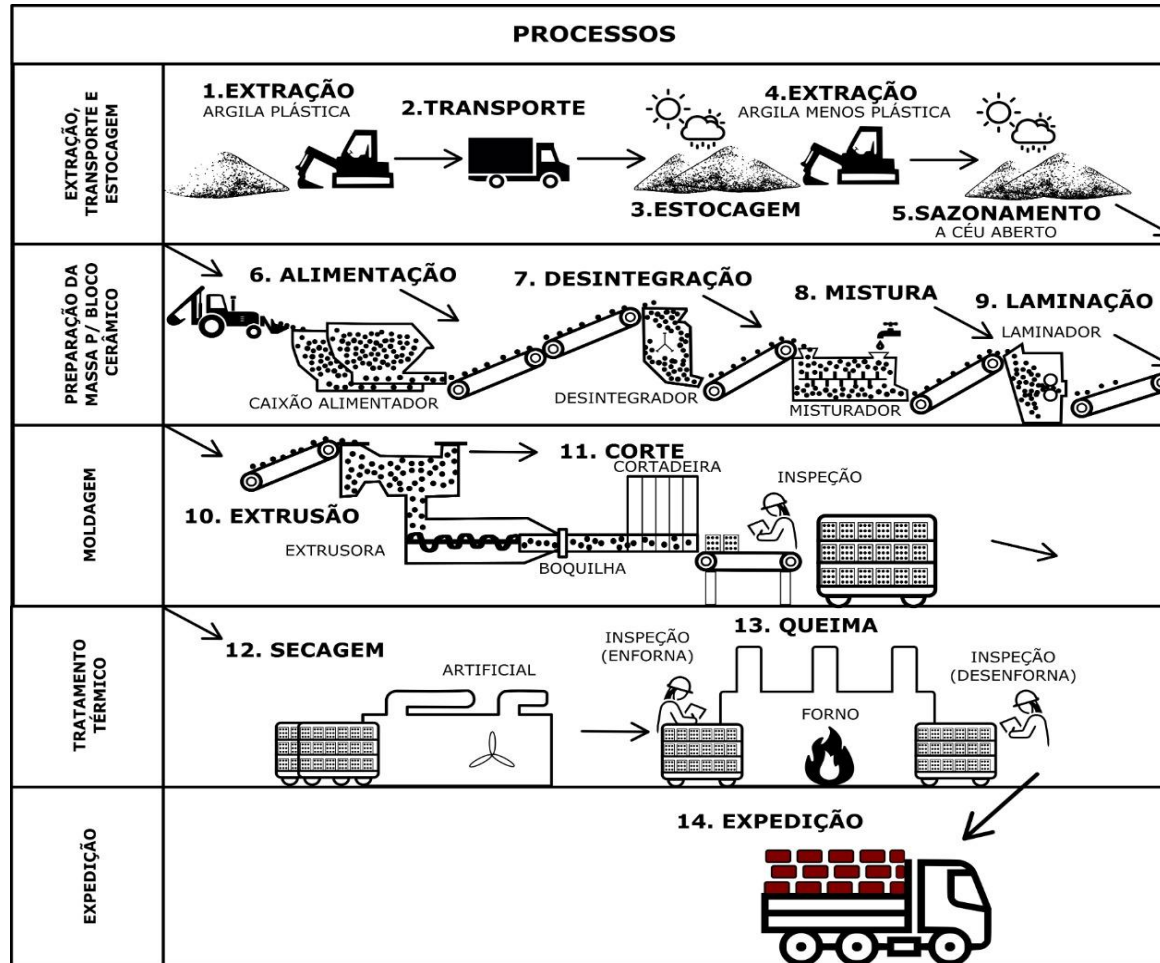 PROCESSOS
EXTRAÇÃO,
TRANSPORTE E
ESTOCAGEM
1.EXTRAÇÃO
ARGILA PLÁSTICA
2.TRANSPORTE
3.ESTOCAGEM
4.EXTRAÇÃO
ARGILA MENOS PLÁSTICA
5.SAZONAMENTO
A CÉU ABERTO
PREPARAÇÃO DA
MASSA P/ BLOCO
CERÂMICO
6. ALIMENTAÇÃO
CAIXÃO ALIMENTADOR
7. DESINTEGRAÇÃO
DESINTEGRADOR
8. MISTURA
MISTURADOR
9. LAMINAÇÃO
LAMINADOR
MOLDAGEM
10. EXTRUSÃO
EXTRUSORA
BOQUILHA
11. CORTE
CORTADEIRA
INSPEÇÃO
TRATAMENTO
TÉRMICO
12. SECAGEM
ARTIFICIAL
INSPEÇÃO
(ENFORNA)
13. QUEIMA
FORNO
INSPEÇÃO
(DESENFORNA)
EXPEDIÇÃO
14. EXPEDIÇÃO